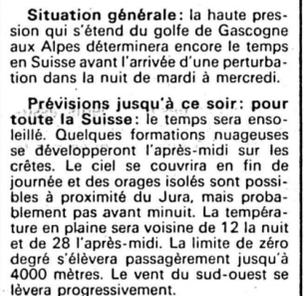 Situation générale: la haute pres-
sion qui s'étend du golfe de Gascogne
aux Alpes déterminera encore le temps
en Suisse avant l'arrivée d'une perturba-
tion dans la nuit de mardi à mercredi.
Prévisions jusqu'à ce soir: pour
toute la Suisse: le temps sera enso-
leillé. Quelques formations nuageuses
se développeront l'après-midi sur les
crêtes. Le ciel se couvrira en fin de
journée et des orages isolés sont possi-
bles à proximité du Jura, mais proba-
blement pas avant minuit. La températu-
re en plaine sera voisine de 12 la nuit
et de 28 l'après-midi. La limite de zéro
degré s'élèvera passagèrement jusqu'à
4000 mètres. Le vent du sud-ouest se
lèvera progressivement.